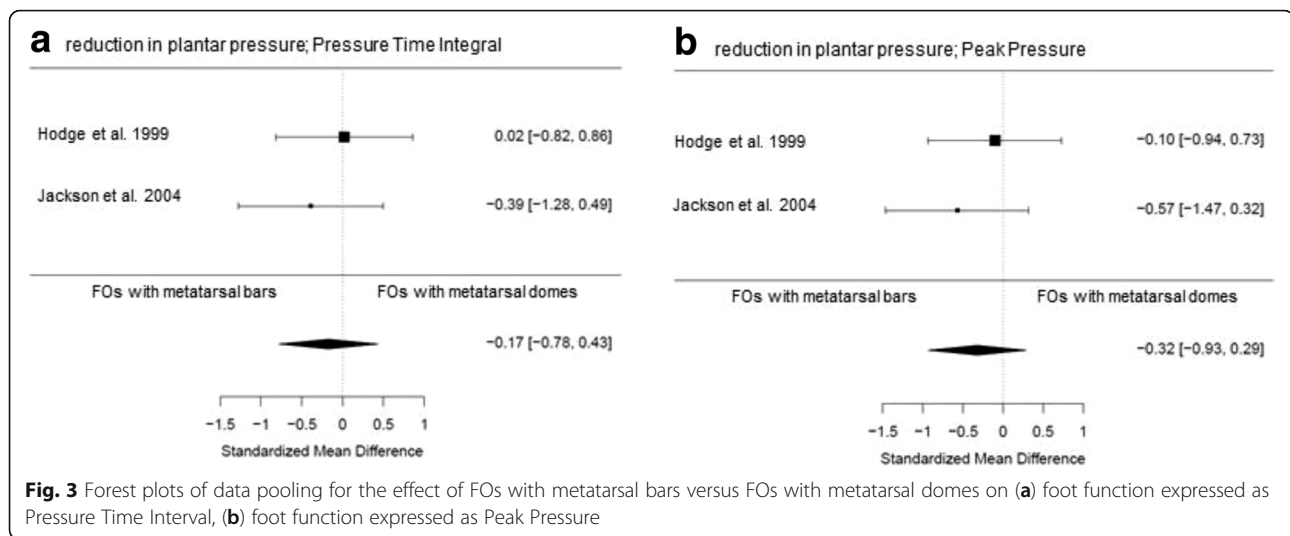 a reduction in plantar pressure; Pressure Time Integral
Hodge et al. 1999 0.02 [−0.82, 0.86]
Jackson et al. 2004 −0.39 [−1.28, 0.49]
FOs with metatarsal bars FOs with metatarsal domes
−0.17 [−0.78, 0.43]
−1.5 −1 −0.5 0 0.5 1
Standardized Mean Difference
b reduction in plantar pressure; Peak Pressure
Hodge et al. 1999 −0.10 [−0.94, 0.73]
Jackson et al. 2004 −0.57 [−1.47, 0.32]
FOs with metatarsal bars FOs with metatarsal domes
−0.32 [−0.93, 0.29]
−1.5 −1 −0.5 0 0.5 1
Standardized Mean Difference
Fig. 3 Forest plots of data pooling for the effect of FOs with metatarsal bars versus FOs with metatarsal domes on (a) foot function expressed as
Pressure Time Interval, (b) foot function expressed as Peak Pressure